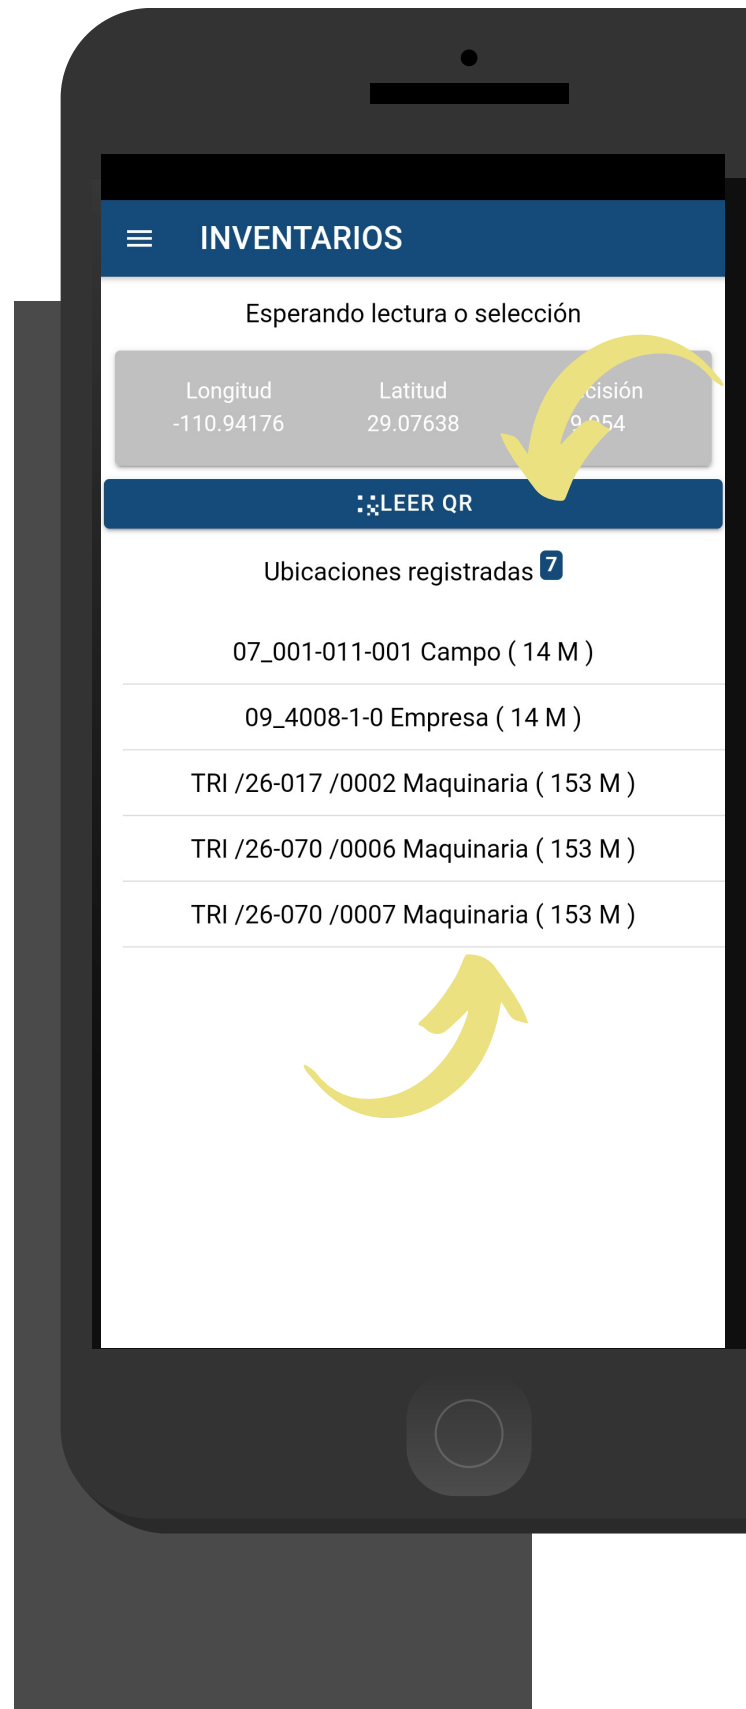 INVENTARIOS
Esperando lectura o selección
Longitud Latitud
-110.94176 29.07638
LEER QR
Ubicaciones registradas 7
07_001-011-001 Campo ( 14 M )
09_4008-1-0 Empresa ( 14 M )
TRI /26-017 /0002 Maquinaria ( 153 M )
TRI /26-070 /0006 Maquinaria ( 153 M )
TRI /26-070 /0007 Maquinaria ( 153 M )